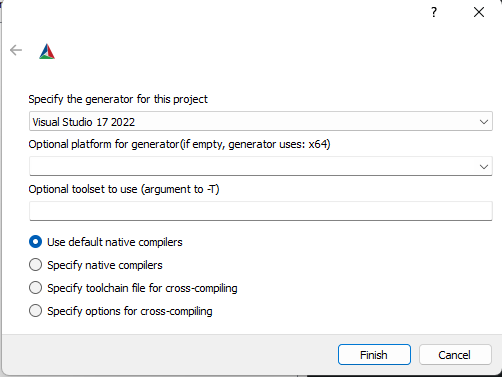 ?
Specify the generator for this project
Visual Studio 17 2022
Optional platform for generator(if empty, generator uses: x64)
Optional toolset to use (argument to -T)
Use default native compilers
Specify native compilers
Specify toolchain file for cross-compiling
Specify options for cross-compiling
Finish Cancel